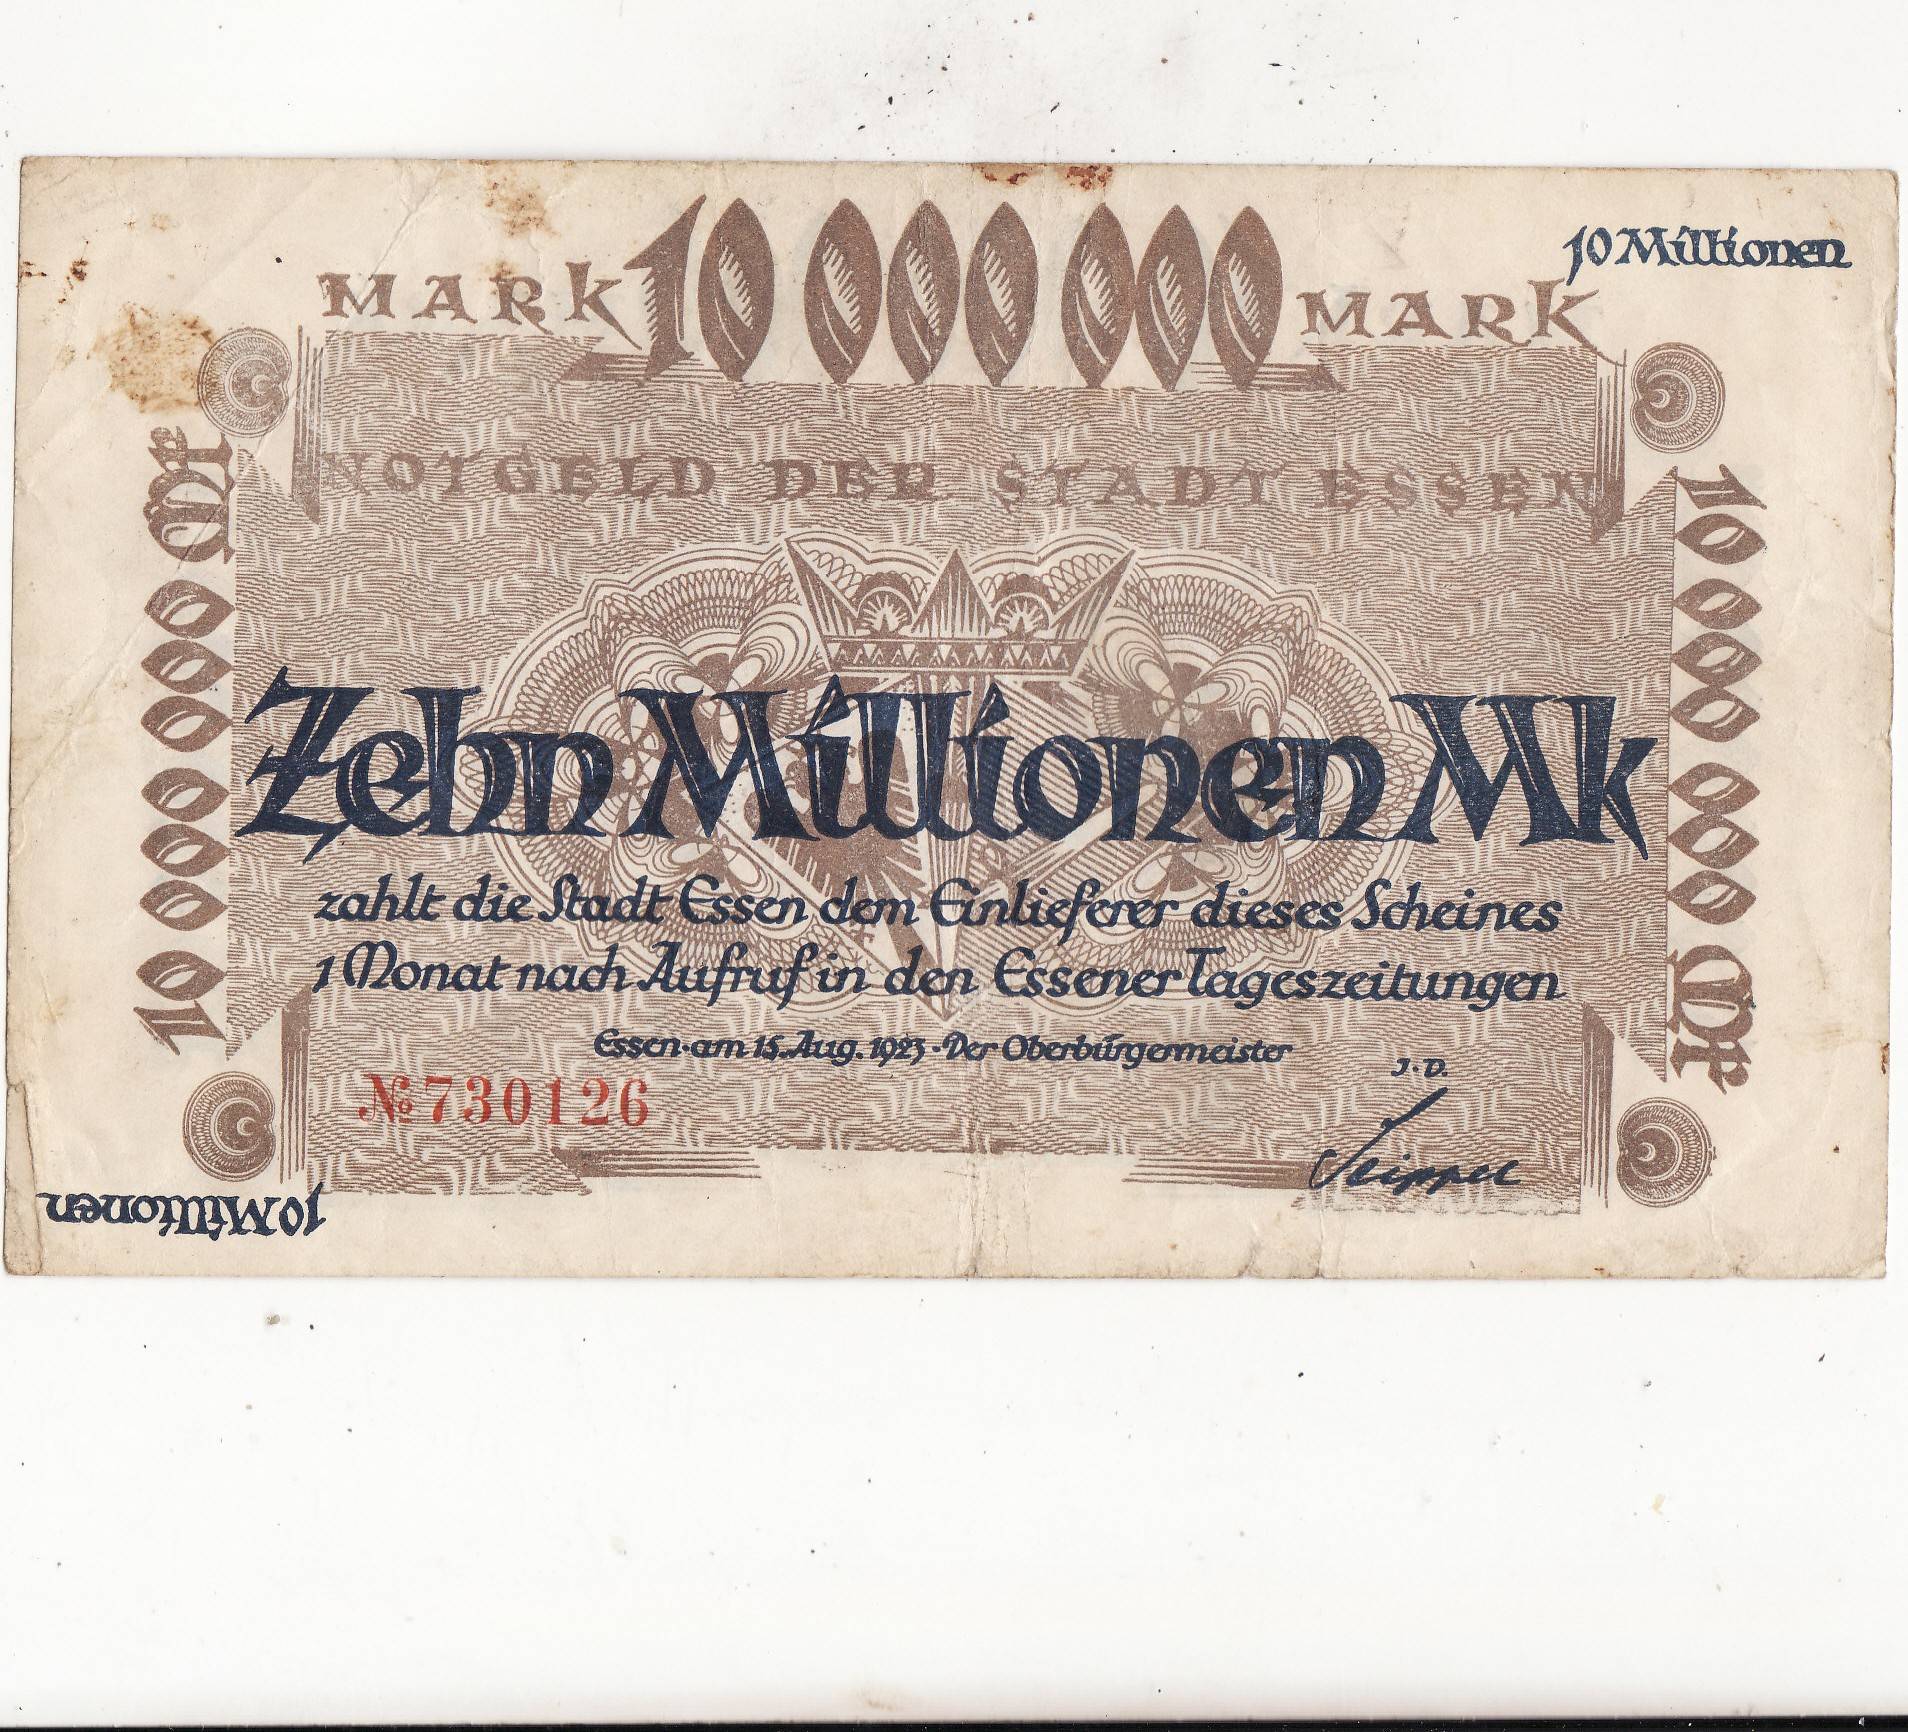 10 Millionen
MARK 10 000 000 MARK
NOTGELD DER STADT ESSEN
10 000 000 M
10 000 000 M
Zehn Millionen Mk
zahlt die Stadt Essen dem Einlieferer dieses Scheines
1 Monat nach Aufruf in den Essener Tageszeitungen
Essen · am 15. Aug. 1923 · Der Oberbürgermeister
J. D.
№ 730126
10 Millionen